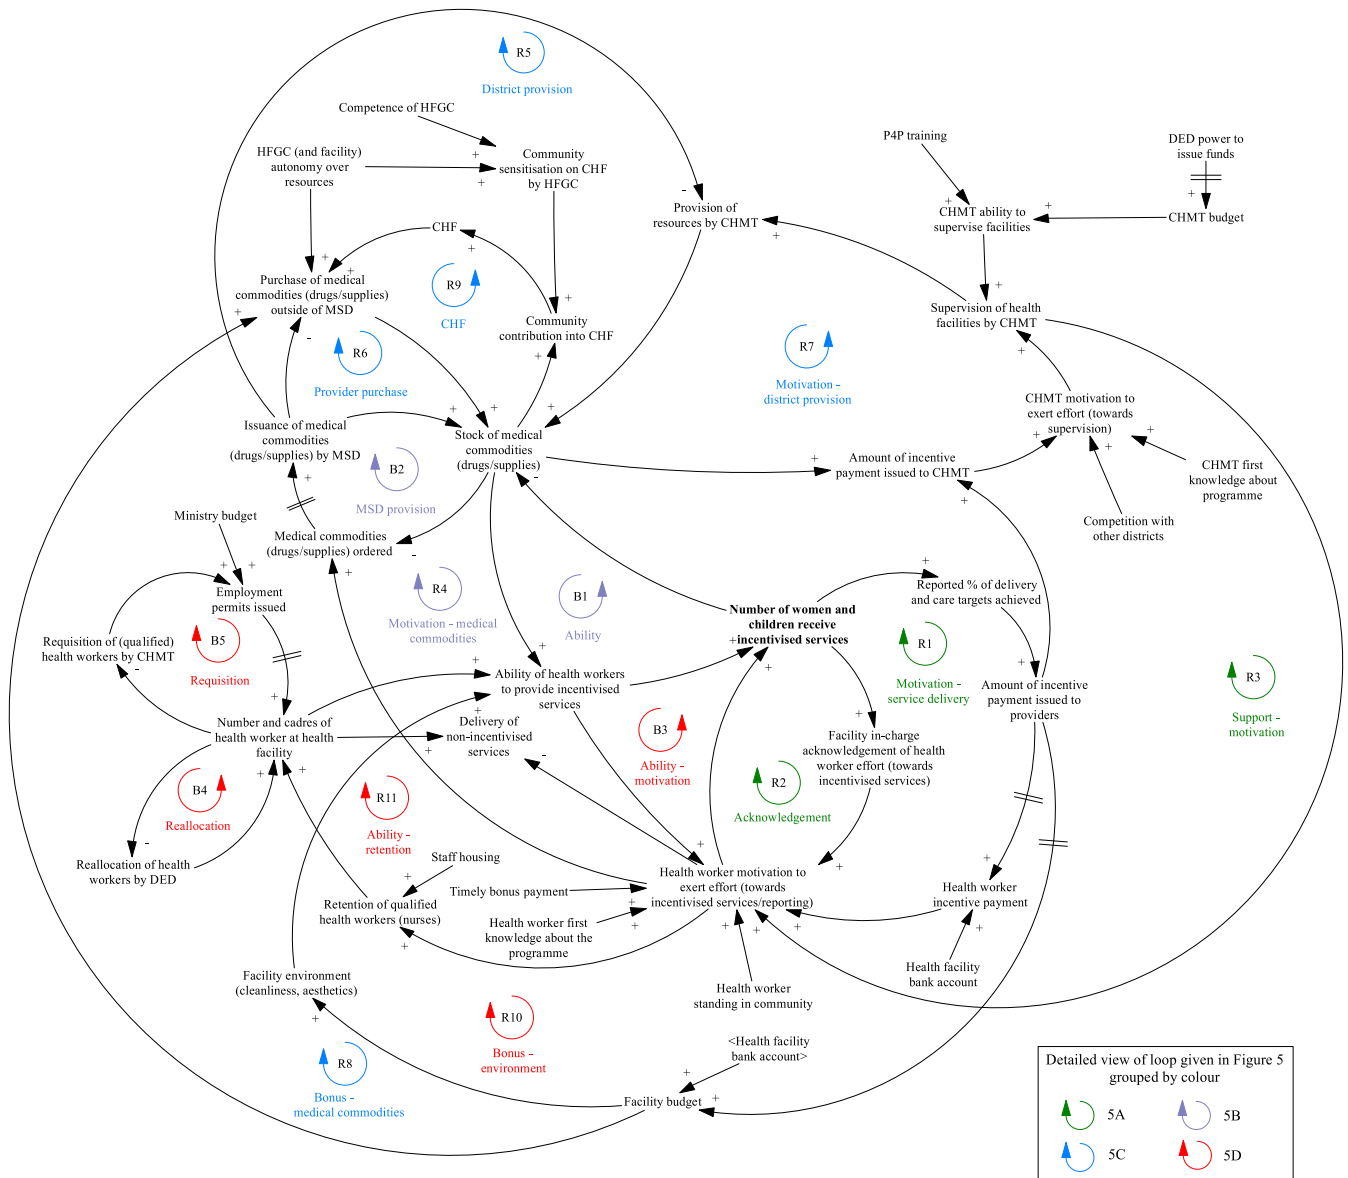 R5
District provision
Competence of HFGC
P4P training
DED power to
issue funds
HFGC (and facility)
autonomy over
resources
+
+
Community
sensitisation on CHF
by HFGC
-
Provision of
resources by CHMT
+
+
CHMT ability to
supervise facilities
+
+
CHMT budget
CHF
+
+
+
+
Purchase of medical
commodities (drugs/supplies)
outside of MSD
+
-
R9
CHF
+
Community
contribution into CHF
+
+
Supervision of health
facilities by CHMT
+
R6
Provider purchase
R7
Motivation -
district provision
CHMT motivation to
exert effort (towards
supervision)
+
+
+
Issuance of medical
commodities
(drugs/supplies) by MSD
+
+
+
+
Stock of medical
commodities
(drugs/supplies)
-
+
Amount of incentive
payment issued to CHMT
+
CHMT first
knowledge about
programme
B2
MSD provision
Competition with
other districts
Ministry budget
Medical commodities
(drugs/supplies) ordered
-
+
+
+
Employment
permits issued
R4
Motivation - medical
commodities
B1
Ability
+
Reported % of delivery
and care targets achieved
Number of women and
children receive
incentivised services
+
+
Requisition of (qualified)
health workers by CHMT
-
B5
Requisition
+
R1
Motivation -
service delivery
+
Amount of incentive
payment issued to
providers
R3
Support -
motivation
+
+
+
Ability of health workers
to provide incentivised
services
Number and cadres of
health worker at health
facility
+
+
+
Delivery of
non-incentivised
services
-
B3
Ability -
motivation
+
Facility in-charge
acknowledgement of health
worker effort (towards
incentivised services)
B4
Reallocation
R11
Ability -
retention
R2
Acknowledgement
-
Reallocation of health
workers by DED
Staff housing
+
Timely bonus payment
+
+
Health worker motivation to
exert effort (towards
incentivised services/reporting)
+
Health worker
incentive payment
+
Retention of qualified
health workers (nurses)
+
+
+
Health worker first
knowledge about the
programme
+
+
+
Health facility
bank account
Facility environment
(cleanliness, aesthetics)
+
Health worker
standing in community
R10
Bonus -
environment
R8
Bonus -
medical commodities
<Health facility
bank account>
+
+
Facility budget
Detailed view of loop given in Figure 5
grouped by colour
5A
5B
5C
5D